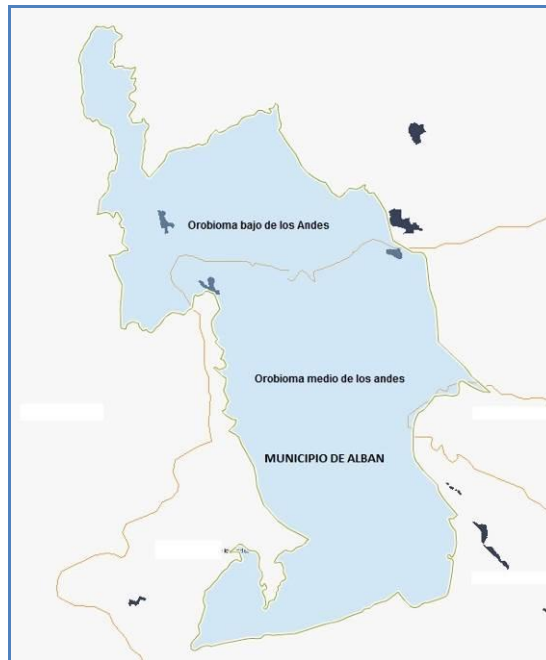 Orobioma bajo de los Andes
Orobioma medio de los andes
MUNICIPIO DE ALBAN